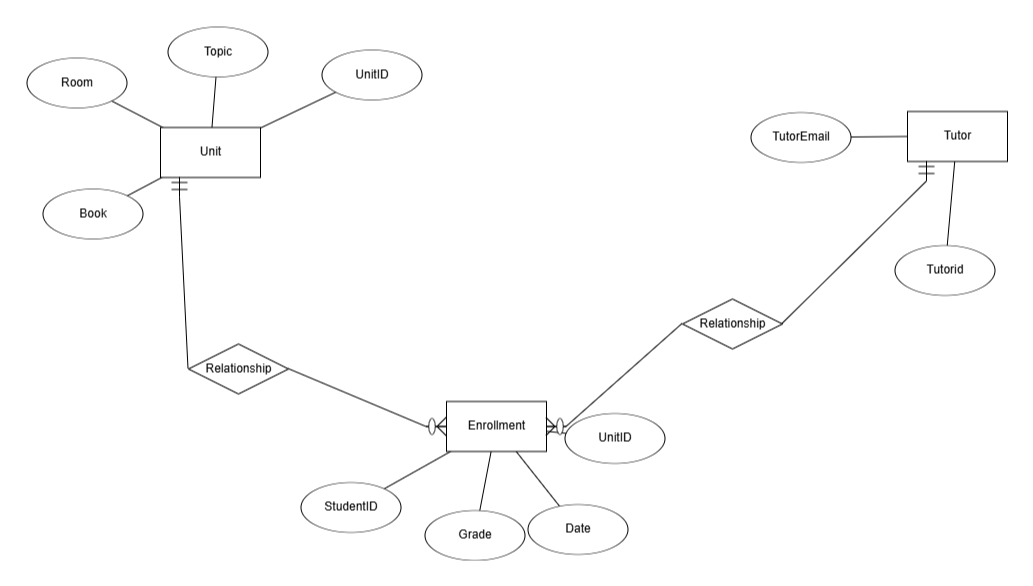 Topic
Room
UnitID
Unit
TutorEmail
Tutor
Book
Tutorid
Relationship
Relationship
Enrollment
UnitID
StudentID
Grade
Date